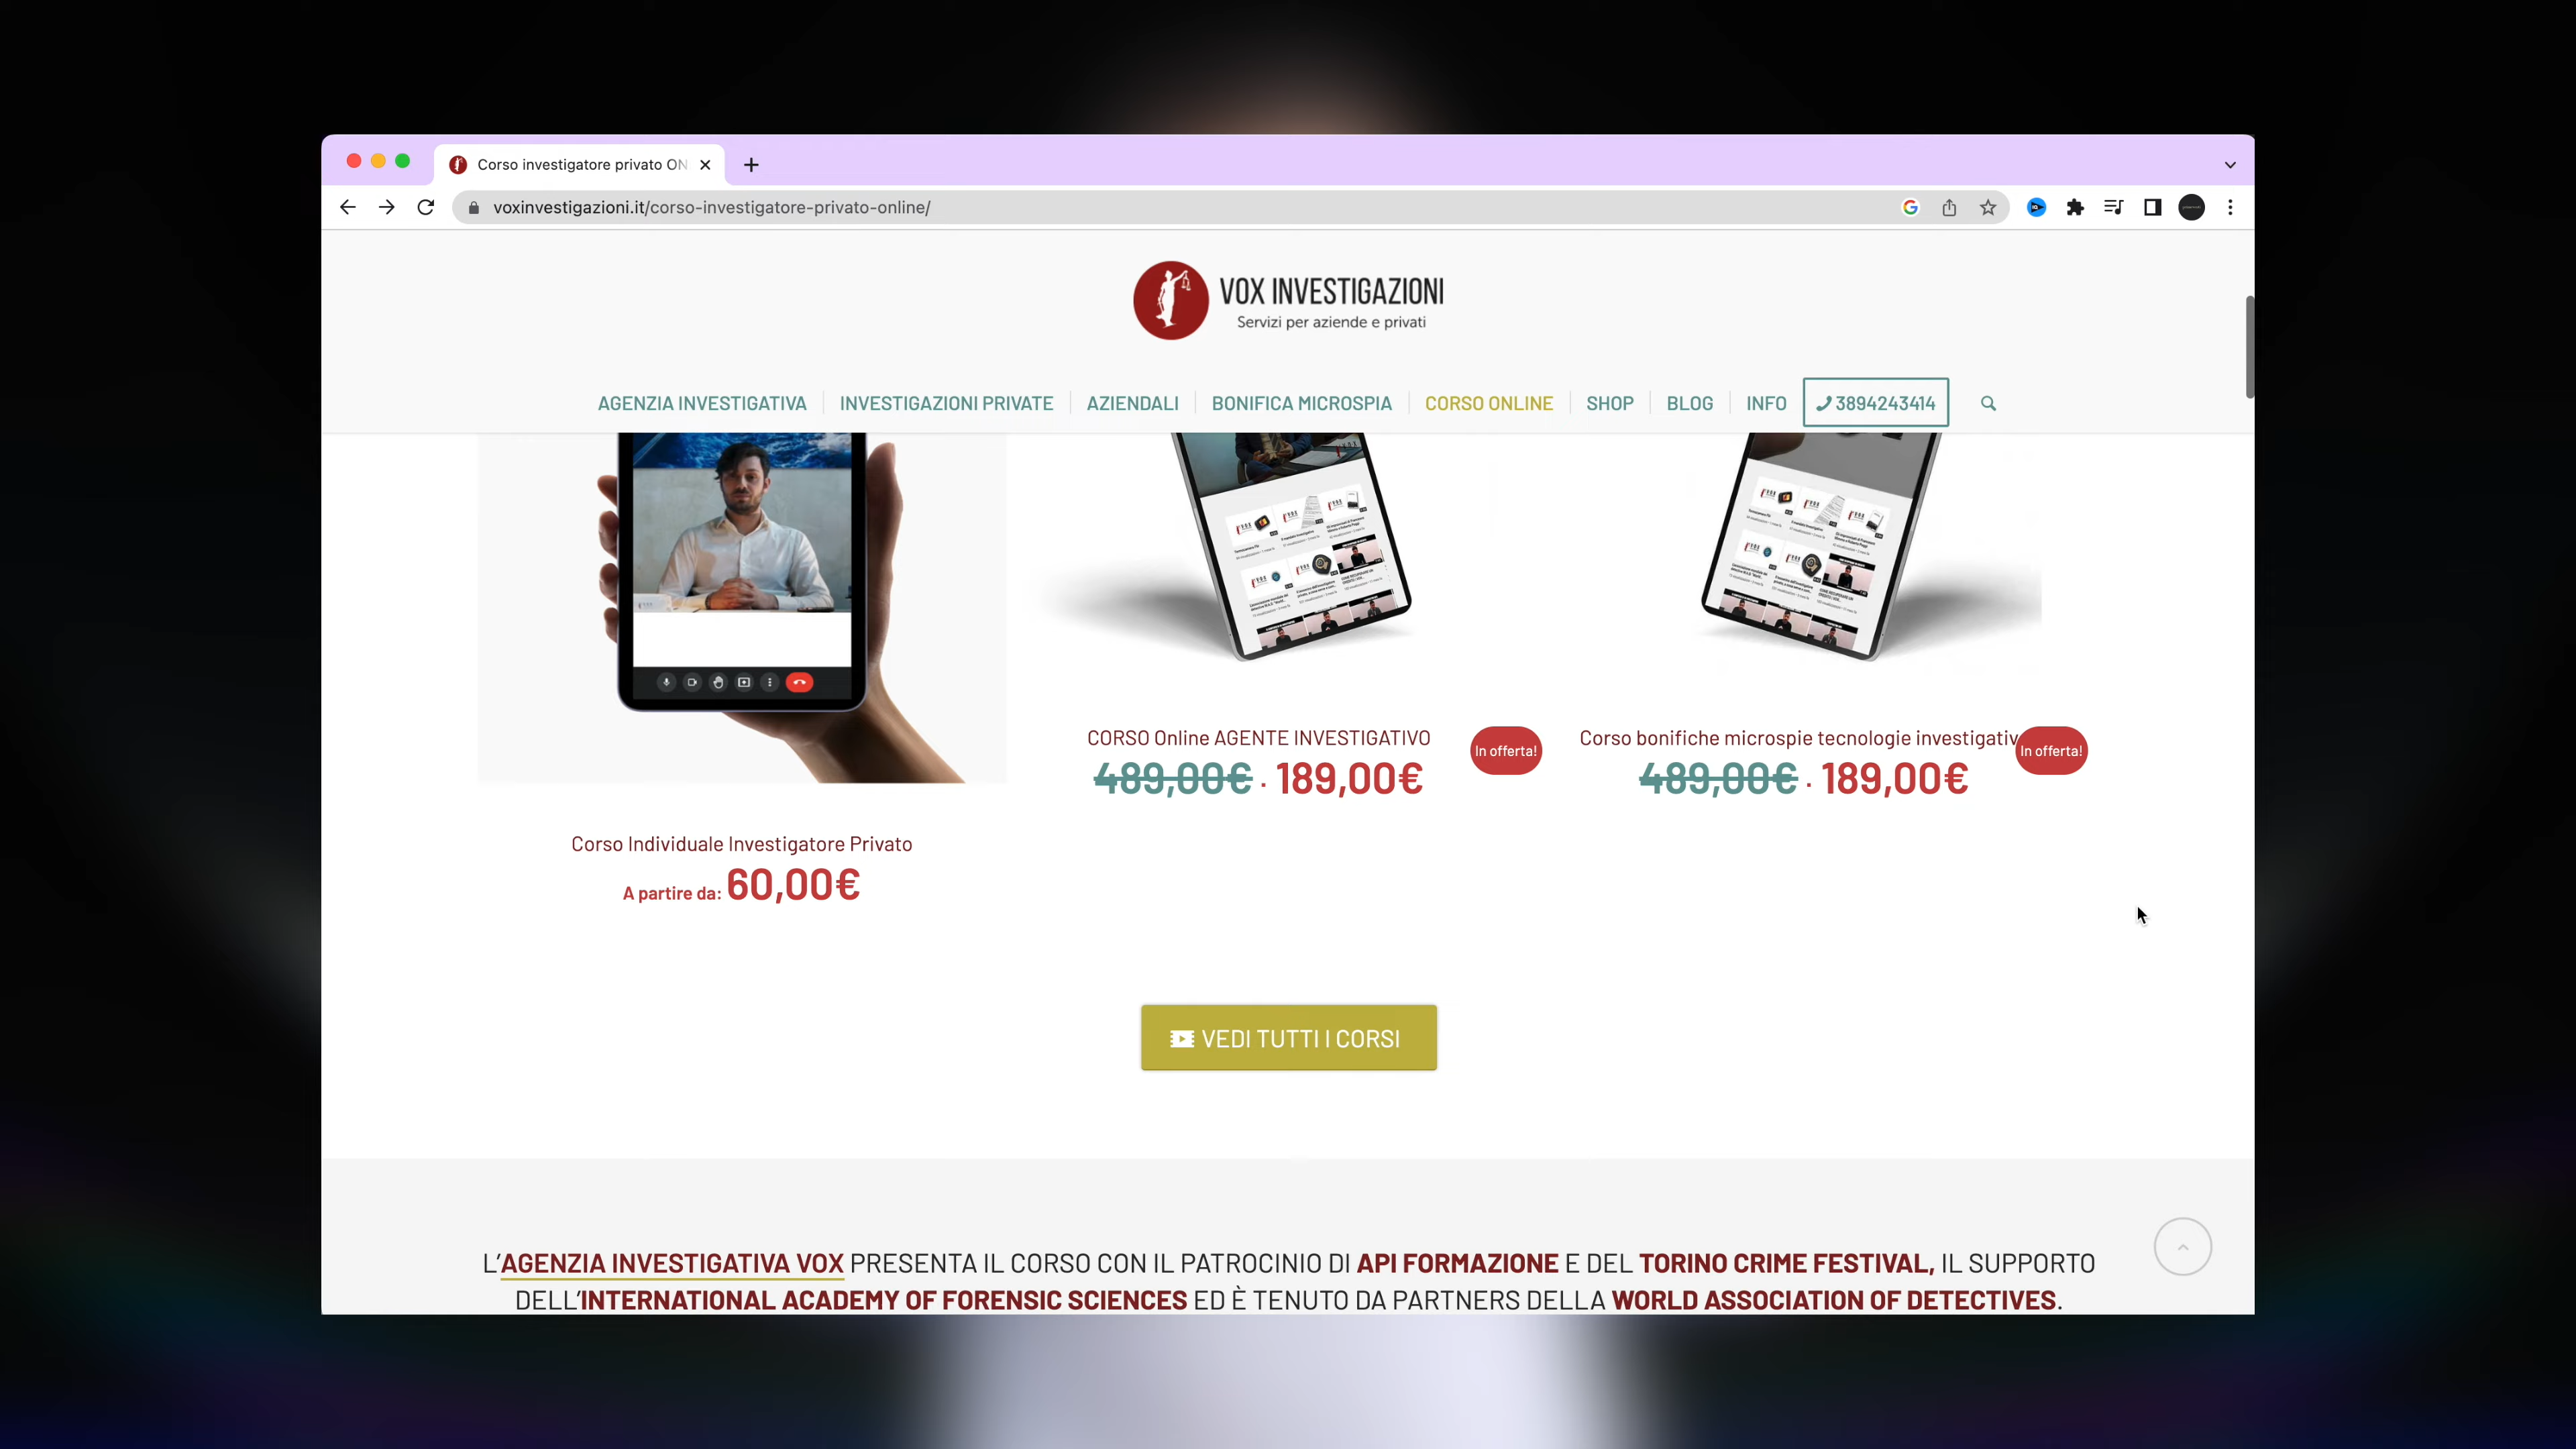 Corso investigatore privato ON
voxinvestigazioni.it/corso-investigatore-privato-online/
VOX INVESTIGAZIONI
Servizi per aziende e privati
AGENZIA INVESTIGATIVA INVESTIGAZIONI PRIVATE AZIENDALI BONIFICA MICROSPIA CORSO ONLINE SHOP BLOG INFO 3894243414
CORSO Online AGENTE INVESTIGATIVO
In offerta!
489,00€ · 189,00€
Corso bonifiche microspie tecnologie investigativ
In offerta!
489,00€ · 189,00€
Corso Individuale Investigatore Privato
A partire da: 60,00€
VEDI TUTTI I CORSI
L'AGENZIA INVESTIGATIVA VOX PRESENTA IL CORSO CON IL PATROCINIO DI API FORMAZIONE E DEL TORINO CRIME FESTIVAL, IL SUPPORTO
DELL'INTERNATIONAL ACADEMY OF FORENSIC SCIENCES ED È TENUTO DA PARTNERS DELLA WORLD ASSOCIATION OF DETECTIVES.